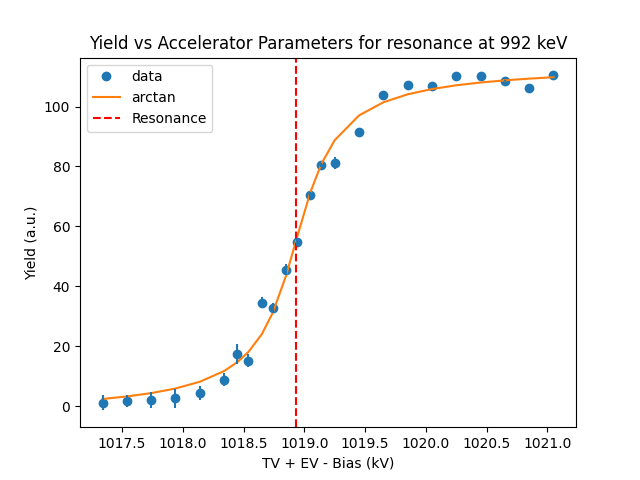 Yield vs Accelerator Parameters for resonance at 992 keV
data
arctan
Resonance
Yield (a.u.)
100
80
60
40
20
0
1017.5 1018.0 1018.5 1019.0 1019.5 1020.0 1020.5 1021.0
TV + EV - Bias (kV)